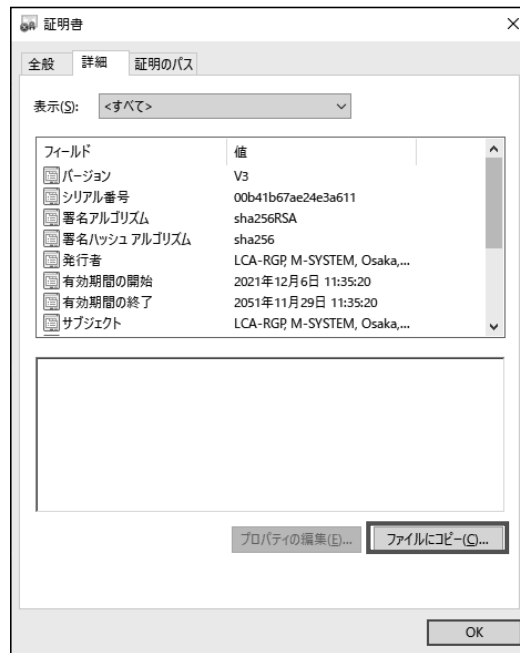 証明書
全般 詳細 証明のパス
表示(S): <すべて>
フィールド 値
バージョン V3
シリアル番号 00b41b67ae24e3a611
署名アルゴリズム sha256RSA
署名ハッシュ アルゴリズム sha256
発行者 LCA-RGP, M-SYSTEM, Osaka,...
有効期間の開始 2021年12月6日 11:35:20
有効期間の終了 2051年11月29日 11:35:20
サブジェクト LCA-RGP, M-SYSTEM, Osaka,...
プロパティの編集(E)... ファイルにコピー(C)...
OK